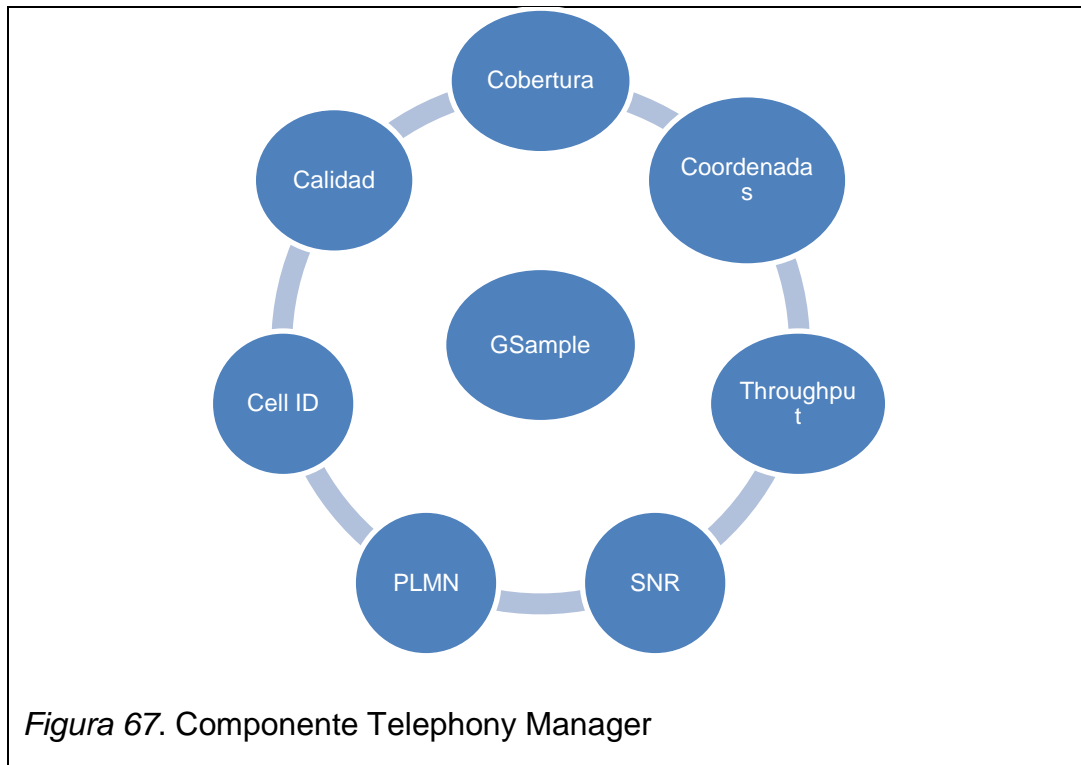 Cobertura
Coordenada
s
Throughpu
t
SNR
PLMN
Cell ID
Calidad
GSample
Figura 67. Componente Telephony Manager